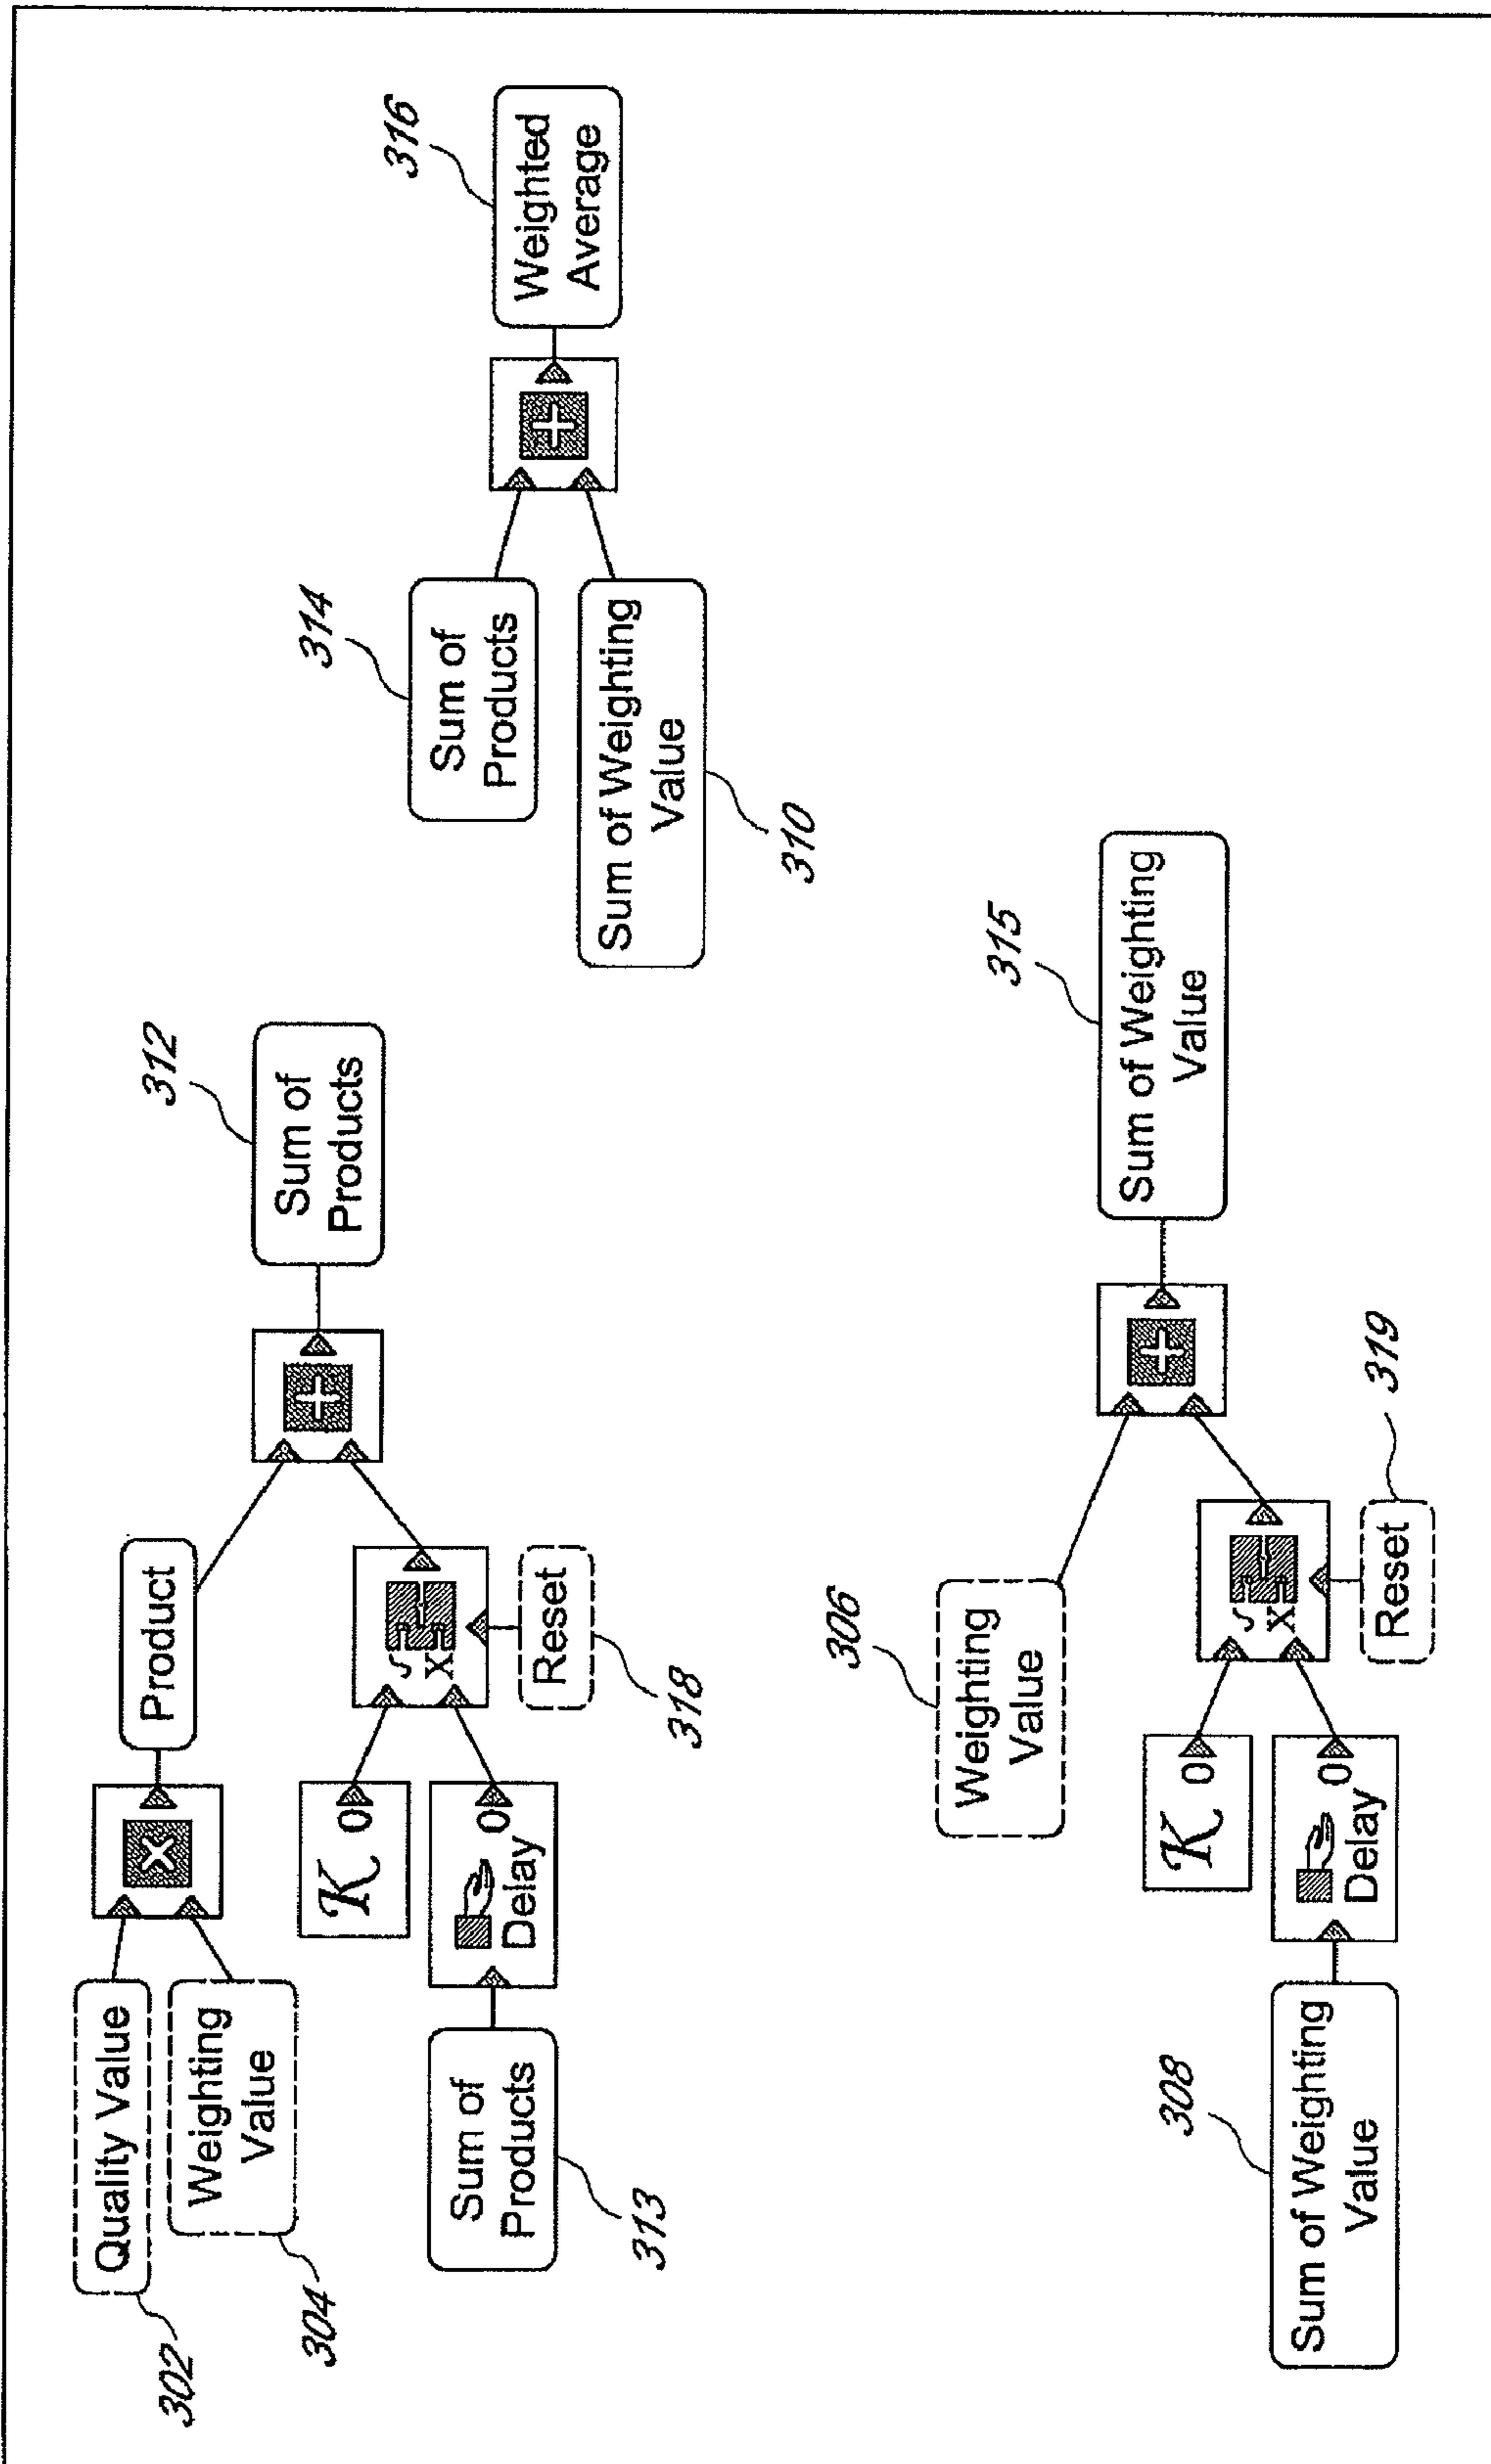 302
Quality Value
304
Weighting
Value
Product
312
Sum of
Products
K 0
313
Sum of
Products
0
Delay
S
X
Reset
318
314
Sum of
Products
Sum of Weighting
Value
310
316
Weighted
Average
306
Weighting
Value
315
Sum of Weighting
Value
K 0
308
Sum of Weighting
Value
0
Delay
S
X
Reset
319